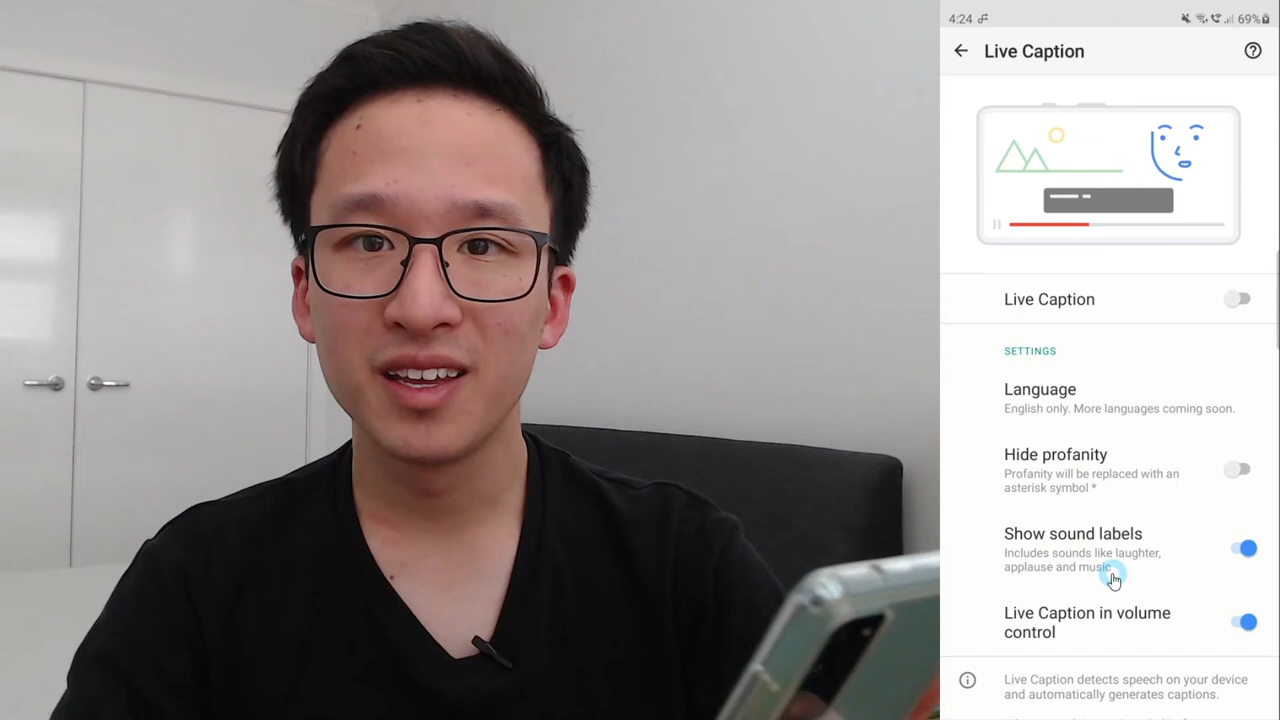 4:24
69%
Live Caption
Live Caption
SETTINGS
Language
English only. More languages coming soon.
Hide profanity
Profanity will be replaced with an
asterisk symbol *
Show sound labels
Includes sounds like laughter,
applause and music
Live Caption in volume
control
Live Caption detects speech on your device
and automatically generates captions.